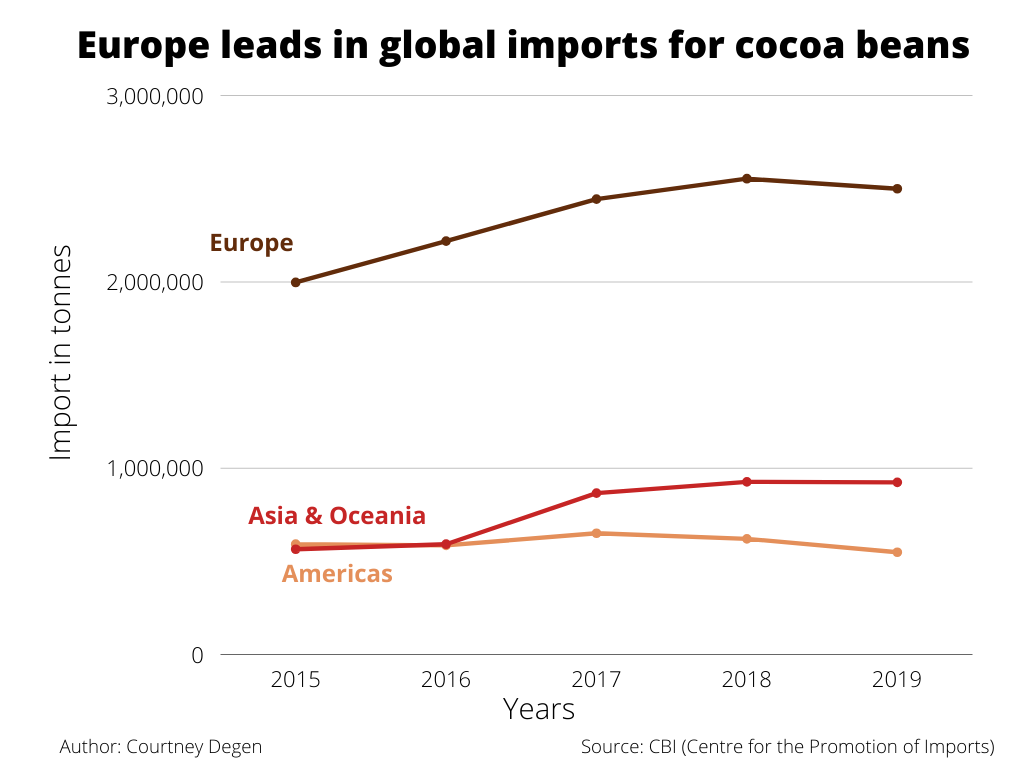 Europe leads in global imports for cocoa beans
3,000,000
Europe
2,000,000
Import in tonnes
1,000,000
Asia & Oceania
Americas
0
2015 2016 2017 2018 2019
Years
Author: Courtney Degen
Source: CBI (Centre for the Promotion of Imports)